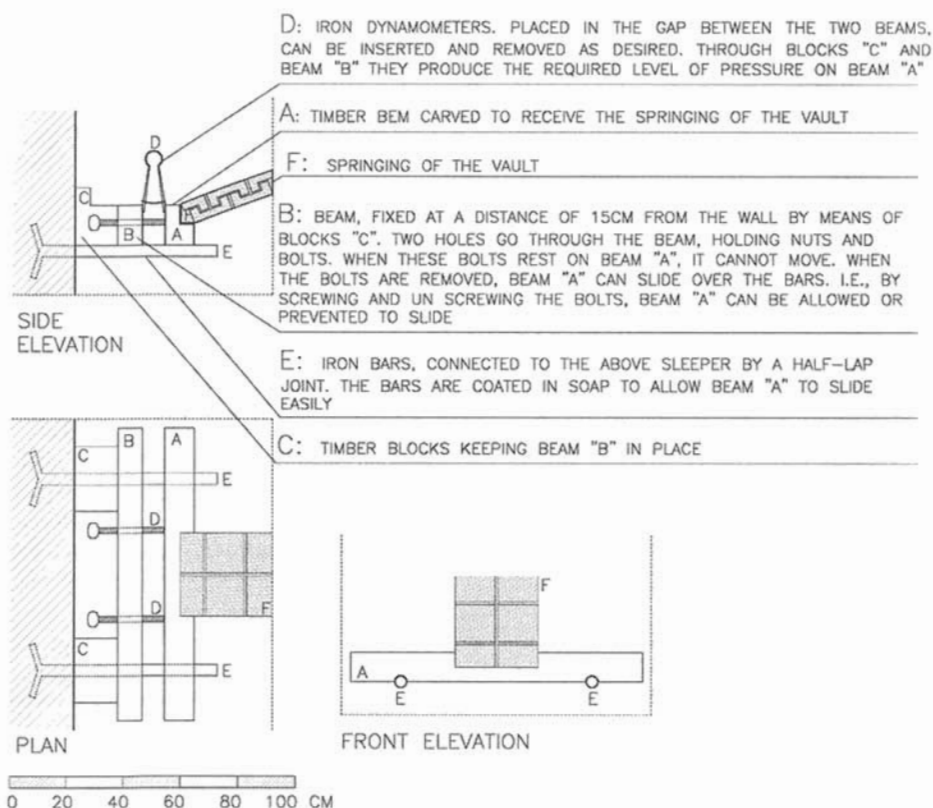 D: IRON DYNAMOMETERS. PLACED IN THE GAP BETWEEN THE TWO BEAMS,
CAN BE INSERTED AND REMOVED AS DESIRED. THROUGH BLOCKS "C" AND
BEAM "B" THEY PRODUCE THE REQUIRED LEVEL OF PRESSURE ON BEAM "A"
A: TIMBER BEM CARVED TO RECEIVE THE SPRINGING OF THE VAULT
F: SPRINGING OF THE VAULT
B: BEAM, FIXED AT A DISTANCE OF 15CM FROM THE WALL BY MEANS OF
BLOCKS "C". TWO HOLES GO THROUGH THE BEAM, HOLDING NUTS AND
BOLTS. WHEN THESE BOLTS REST ON BEAM "A", IT CANNOT MOVE. WHEN
THE BOLTS ARE REMOVED, BEAM "A" CAN SLIDE OVER THE BARS. I.E., BY
SCREWING AND UN SCREWING THE BOLTS, BEAM "A" CAN BE ALLOWED OR
PREVENTED TO SLIDE
E: IRON BARS, CONNECTED TO THE ABOVE SLEEPER BY A HALF-LAP
JOINT. THE BARS ARE COATED IN SOAP TO ALLOW BEAM "A" TO SLIDE
EASILY
C: TIMBER BLOCKS KEEPING BEAM "B" IN PLACE
D
C
B A E
SIDE
ELEVATION
B A
C
E
D
D
F
C
E
PLAN
F
A
E E
FRONT ELEVATION
0 20 40 60 80 100 CM